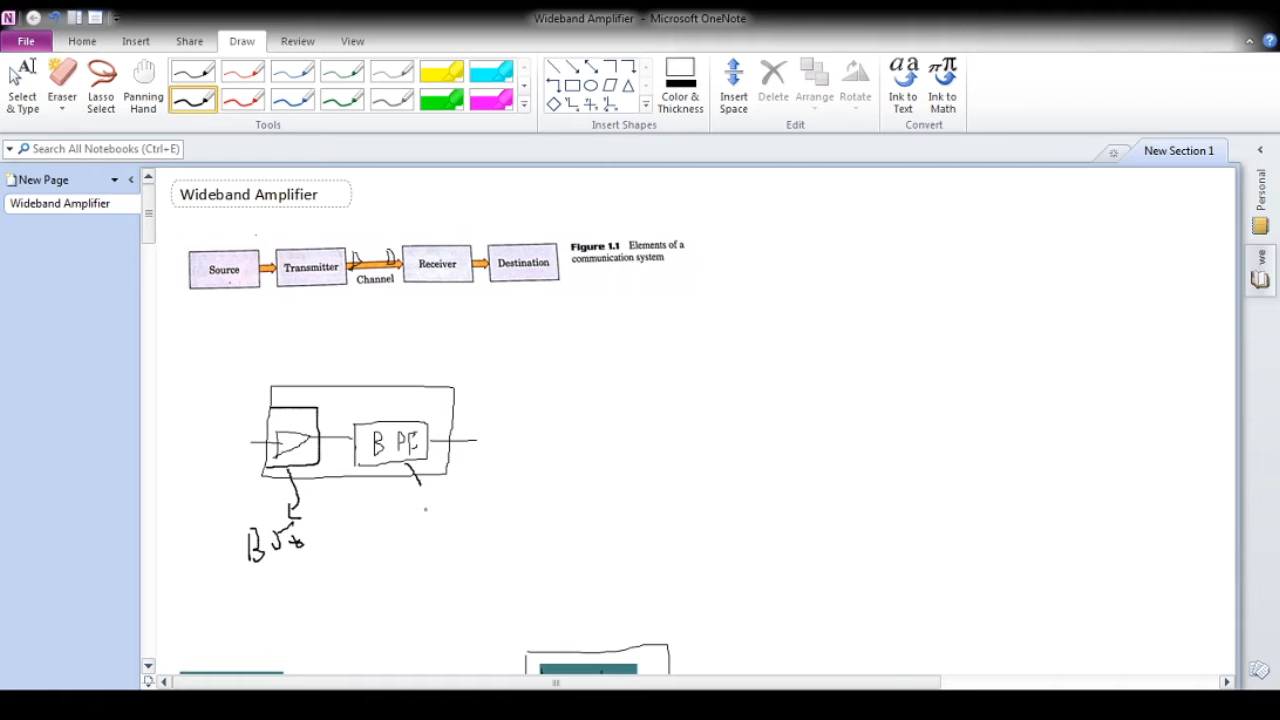 Wideband Amplifier - Microsoft OneNote
File Home Insert Share Draw Review View
Select & Type
Eraser
Lasso Select
Panning Hand
Color & Thickness
Insert Space
Delete
Arrange
Rotate
Ink to Text
Ink to Math
Tools
Insert Shapes
Edit
Convert
Search All Notebooks (Ctrl+E)
New Section 1
New Page
Wideband Amplifier
Wideband Amplifier
Personal
we
Source
Transmitter
Channel
Receiver
Destination
Figure 1.1 Elements of a
communication system